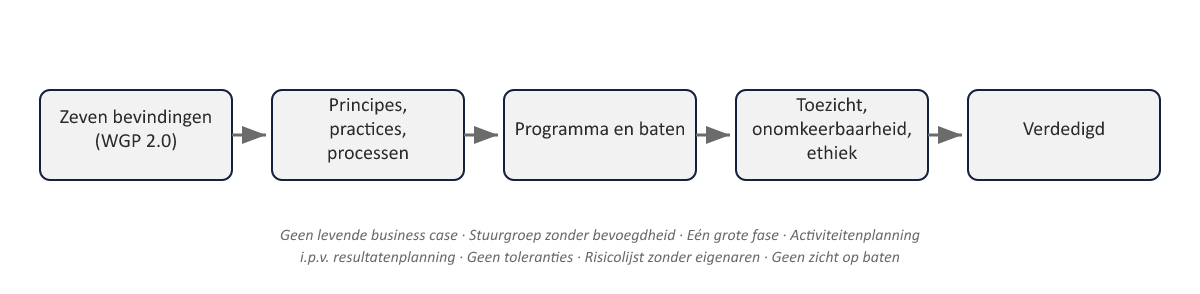 Zeven bevindingen
(WGP 2.0)
Principes,
practices,
processen
Programma en baten
Toezicht,
onomkeerbaarheid,
ethiek
Verdedigd
Geen levende business case · Stuurgroep zonder bevoegdheid · Eén grote fase · Activiteitenplanning
i.p.v. resultatenplanning · Geen toleranties · Risicolijst zonder eigenaren · Geen zicht op baten